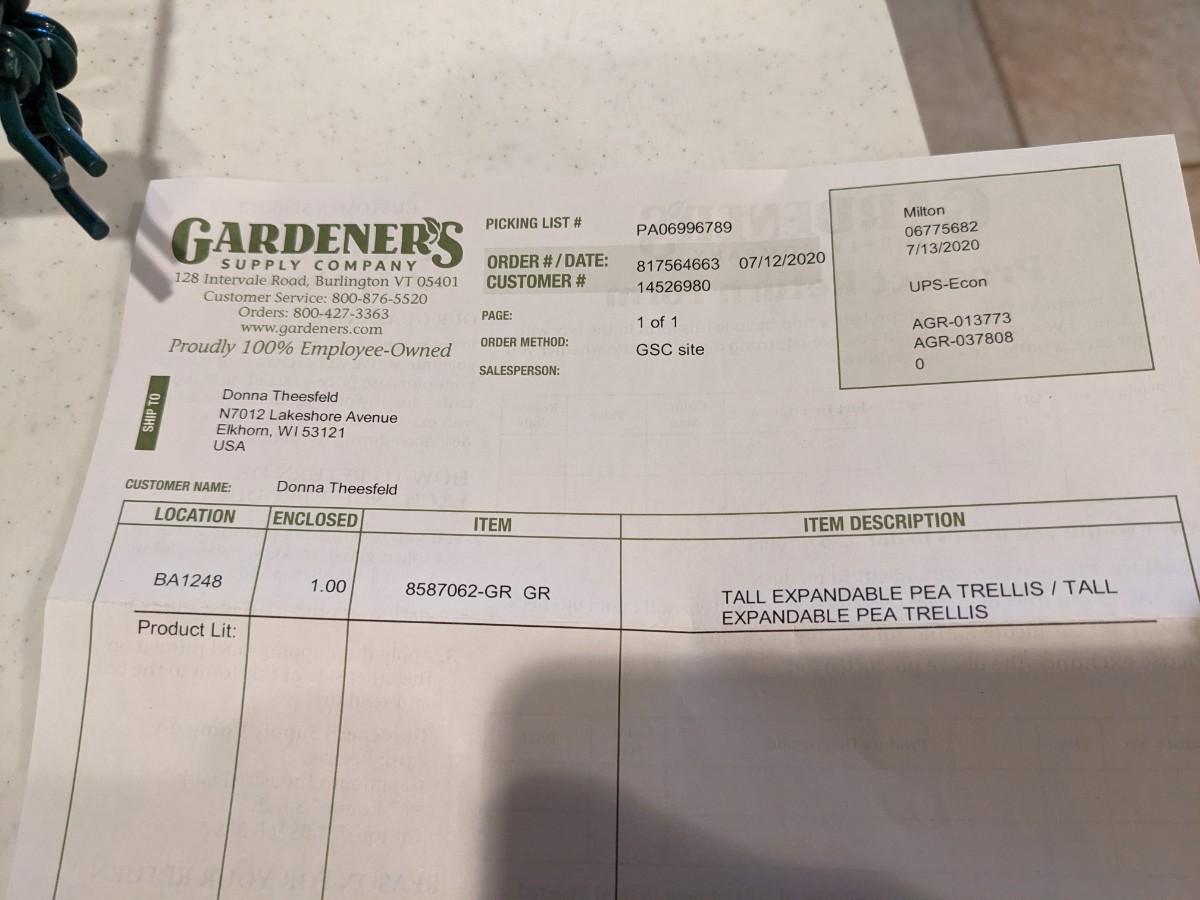 GARDENER'S
SUPPLY COMPANY
128 Intervale Road, Burlington VT 05401
Customer Service: 800-876-5520
Orders: 800-427-3363
www.gardeners.com
Proudly 100% Employee-Owned
PICKING LIST # PA06996789
ORDER # / DATE: 817564663 07/12/2020
CUSTOMER # 14526980
PAGE: 1 of 1
ORDER METHOD: GSC site
SALESPERSON:
Milton
06775682
7/13/2020
UPS-Econ
AGR-013773
AGR-037808
0
SHIP TO
Donna Theesfeld
N7012 Lakeshore Avenue
Elkhorn, WI 53121
USA
CUSTOMER NAME: Donna Theesfeld
LOCATION ENCLOSED ITEM ITEM DESCRIPTION
BA1248 1.00 8587062-GR GR TALL EXPANDABLE PEA TRELLIS / TALL
EXPANDABLE PEA TRELLIS
Product Lit: